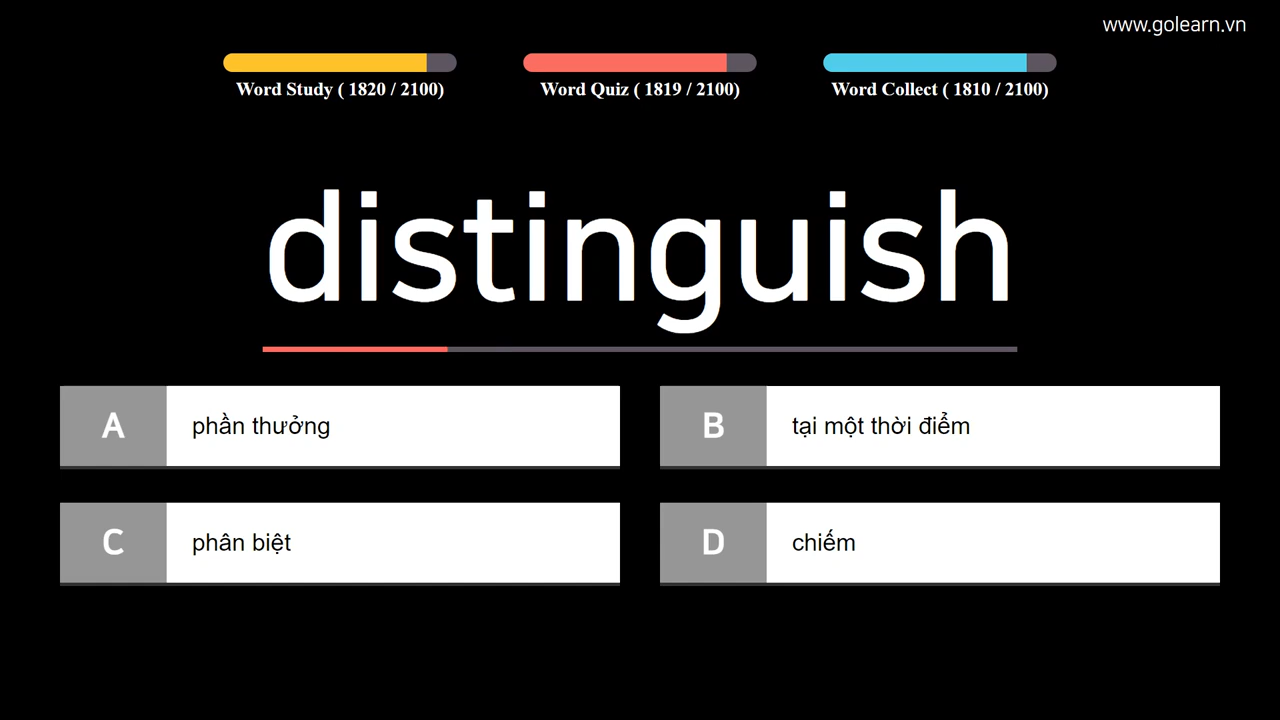 www.golearn.vn
Word Study ( 1820 / 2100)
Word Quiz ( 1819 / 2100)
Word Collect ( 1810 / 2100)
distinguish
A phần thưởng
B tại một thời điểm
C phân biệt
D chiếm